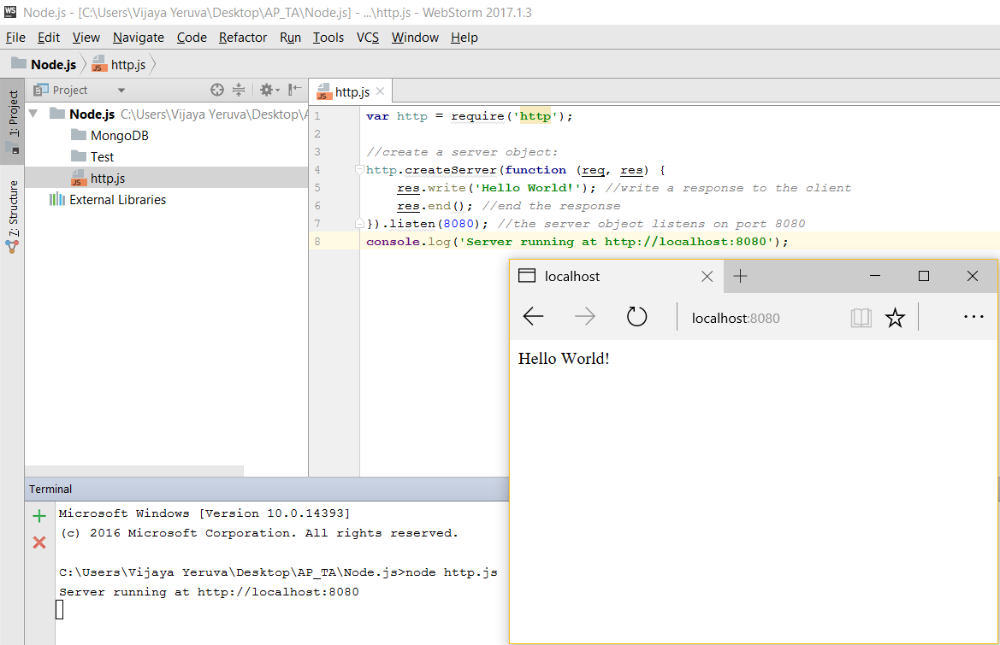 WS Node.js - [C:\Users\Vijaya Yeruva\Desktop\AP_TA\Node.js] - ...\http.js - WebStorm 2017.1.3
File Edit View Navigate Code Refactor Run Tools VCS Window Help
Node.js JS http.js
1: Project
7: Structure
Project
Node.js C:\Users\Vijaya Yeruva\Desktop\A
MongoDB
Test
JS http.js
External Libraries
JS http.js
1 var http = require('http');
2
3 //create a server object:
4 http.createServer(function (req, res) {
5 res.write('Hello World!'); //write a response to the client
6 res.end(); //end the response
7 }).listen(8080); //the server object listens on port 8080
8 console.log('Server running at http://localhost:8080');
localhost
localhost:8080
Hello World!
Terminal
Microsoft Windows [Version 10.0.14393]
(c) 2016 Microsoft Corporation. All rights reserved.
C:\Users\Vijaya Yeruva\Desktop\AP_TA\Node.js>node http.js
Server running at http://localhost:8080